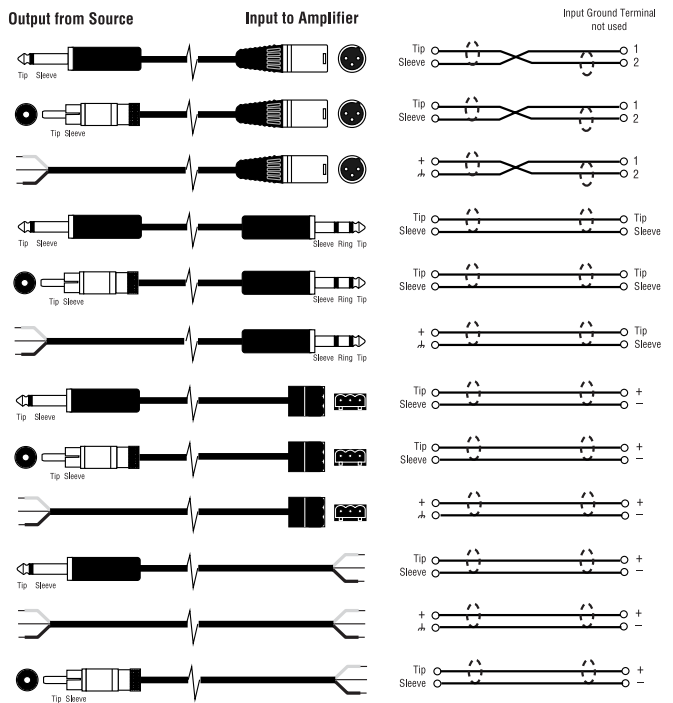 Output from Source
Input to Amplifier
Input Ground Terminal
not used
Tip Sleeve
Tip 1
Sleeve 2
Tip Sleeve
Tip 1
Sleeve 2
+ 1
2
Tip Sleeve
Sleeve Ring Tip
Tip Tip
Sleeve Sleeve
Tip Sleeve
Sleeve Ring Tip
Tip Tip
Sleeve Sleeve
Sleeve Ring Tip
+ Tip
Sleeve
Tip Sleeve
Tip +
Sleeve –
Tip Sleeve
Tip +
Sleeve –
+ +
–
Tip Sleeve
Tip +
Sleeve –
+ +
–
Tip Sleeve
Tip +
Sleeve –